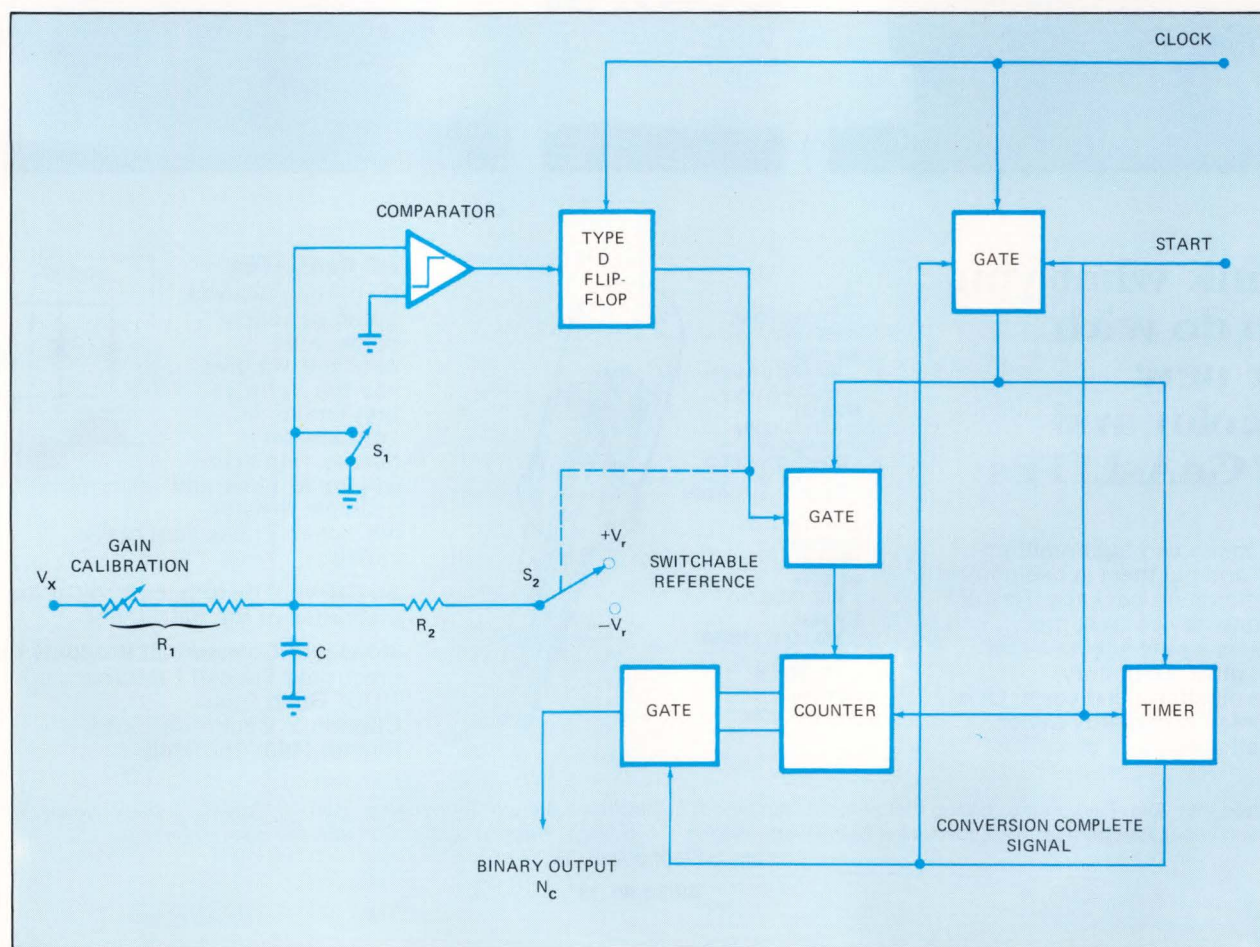 CLOCK
COMPARATOR
TYPE
D
FLIP-
FLOP
GATE
START
S₁
GATE
+Vᵣ
SWITCHABLE
REFERENCE
S₂
−Vᵣ
GAIN
CALIBRATION
Vₓ
R₁
R₂
C
GATE
COUNTER
TIMER
CONVERSION COMPLETE
SIGNAL
BINARY OUTPUT
N_C